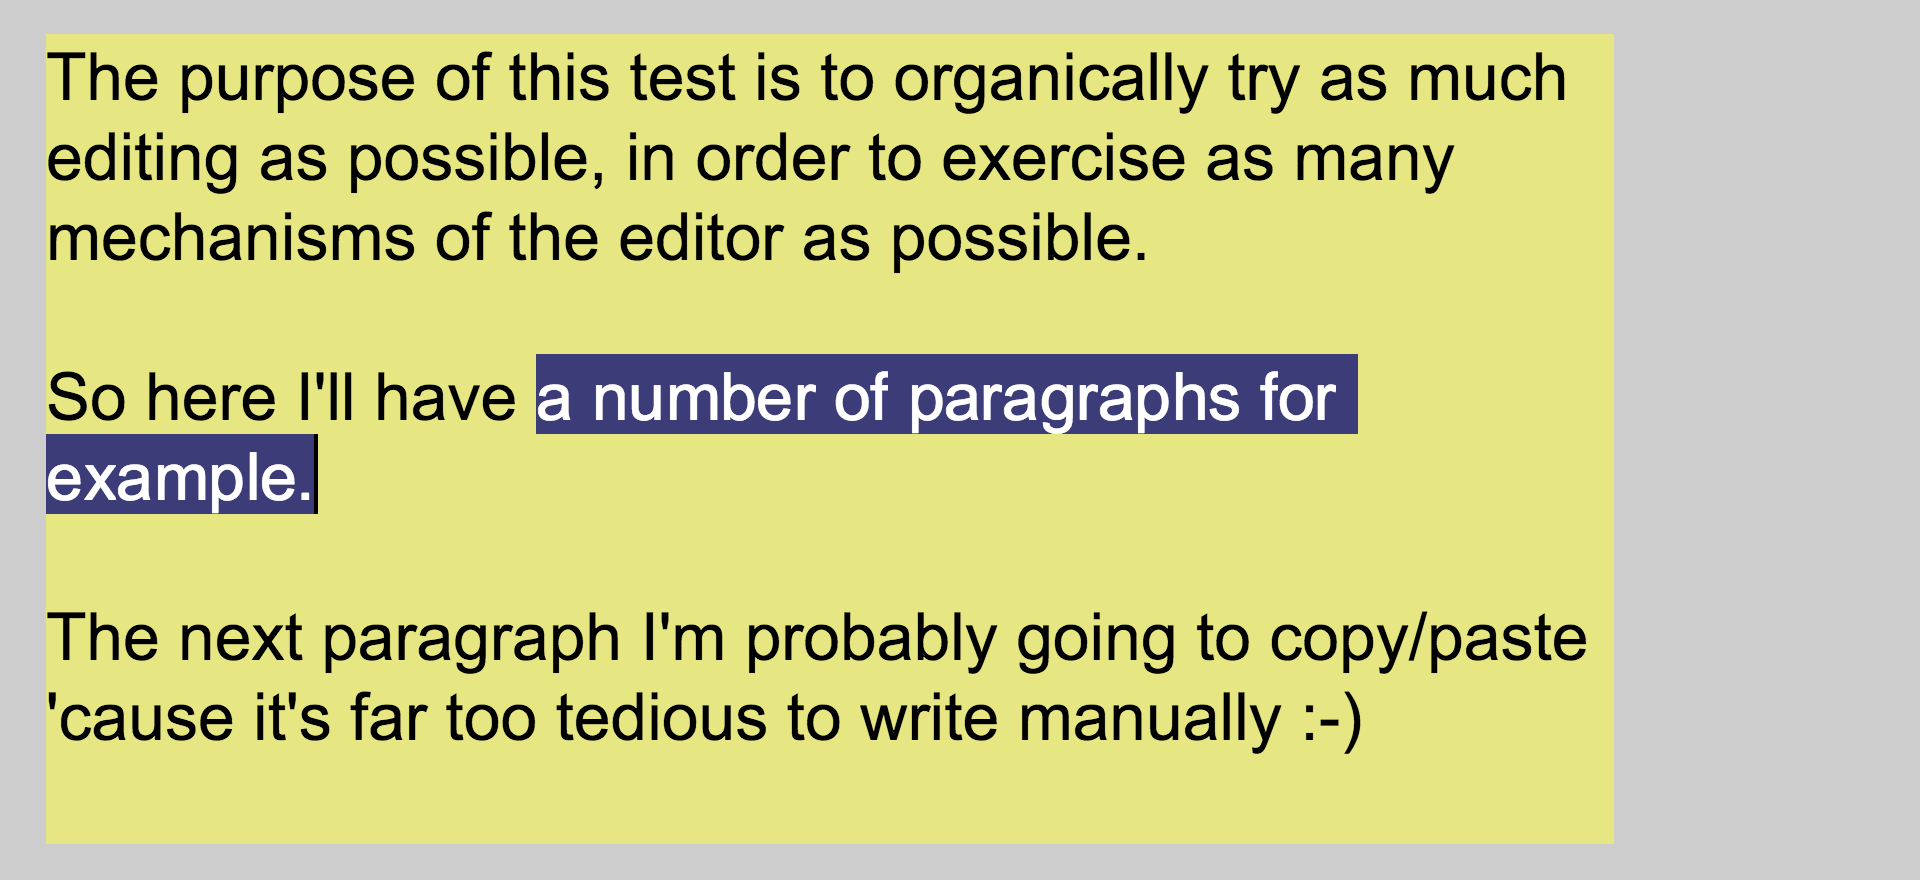 The purpose of this test is to organically try as much
editing as possible, in order to exercise as many
mechanisms of the editor as possible.
So here I'll have a number of paragraphs for
example.
The next paragraph I'm probably going to copy/paste
'cause it's far too tedious to write manually :-)